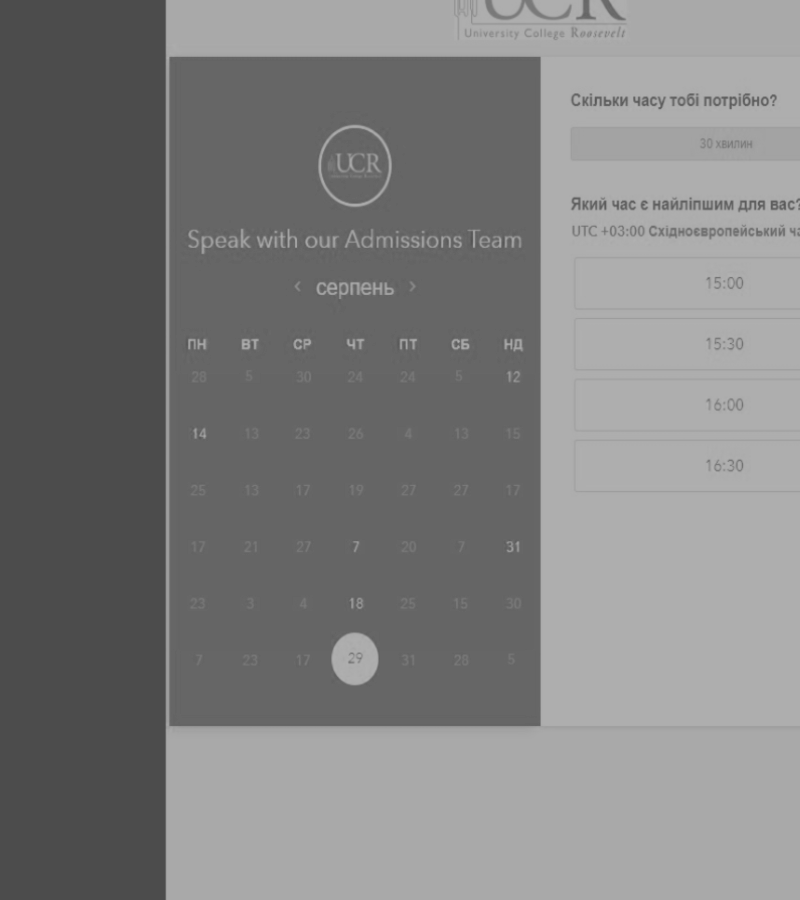 UCR
University College Roosevelt
UCR
Speak with our Admissions Team
‹ серпень ›
ПН ВТ СР ЧТ ПТ СБ НД
28 5 30 24 24 5 12
14 13 23 26 4 13 15
25 13 17 19 27 27 17
17 21 27 7 20 7 31
23 3 4 18 25 15 30
7 23 17 29 31 28 5
Скільки часу тобі потрібно?
30 хвилин
Який час є найліпшим для вас?
UTC +03:00 Східноєвропейський ча
15:00
15:30
16:00
16:30